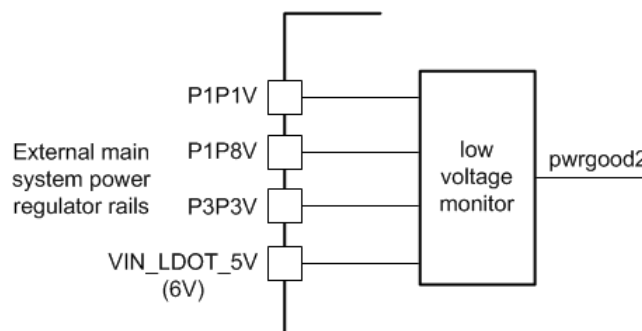 P1P1V
P1P8V
P3P3V
VIN_LDOT_5V
(6V)
External main
system power
regulator rails
low
voltage
monitor
pwrgood2